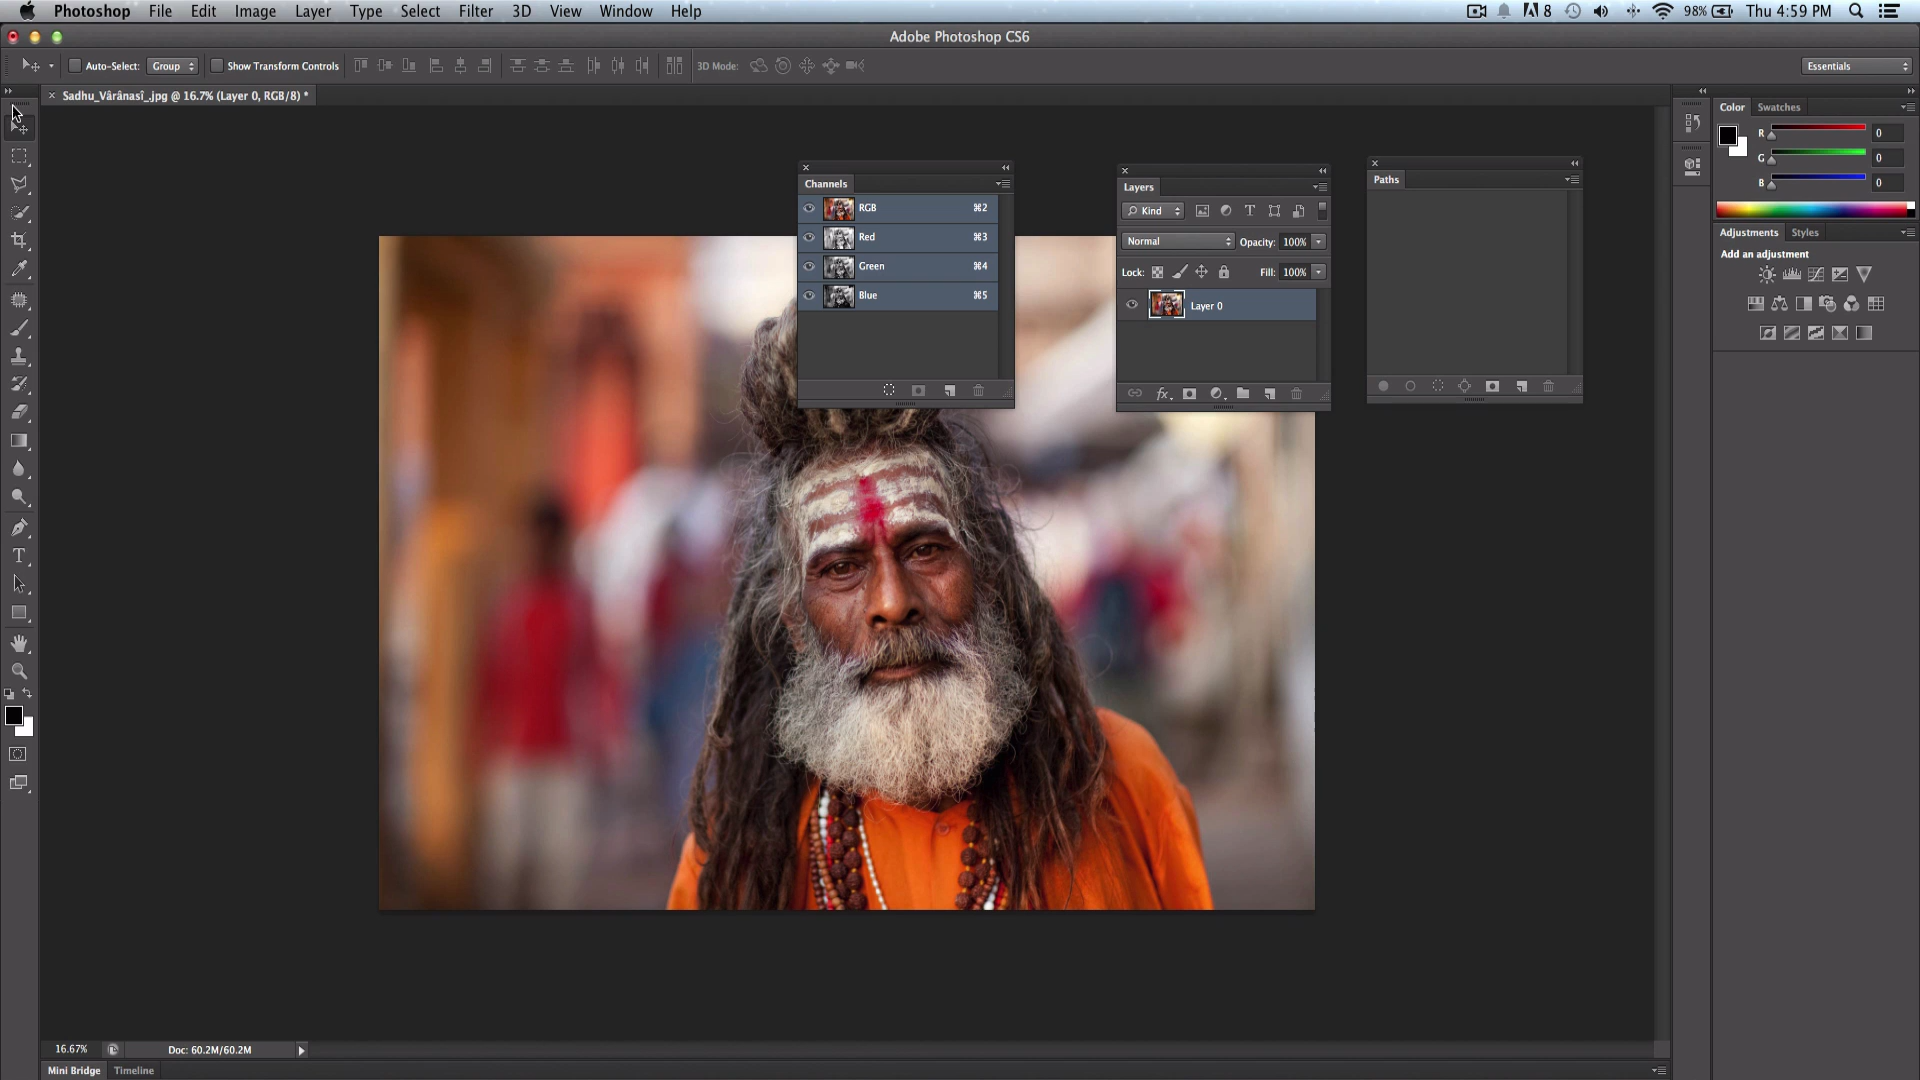 Photoshop File Edit Image Layer Type Select Filter 3D View Window Help 8 98% Thu 4:59 PM
Adobe Photoshop CS6
Auto-Select: Group Show Transform Controls 3D Mode: Essentials
× Sadhu_Vârânasî_.jpg @ 16.7% (Layer 0, RGB/8) *
Channels
RGB ⌘2
Red ⌘3
Green ⌘4
Blue ⌘5
Layers
Kind
Normal Opacity: 100%
Lock: Fill: 100%
Layer 0
fx
Paths
Color Swatches
R 0
G 0
B 0
Adjustments Styles
Add an adjustment
T
16.67% Doc: 60.2M/60.2M
Mini Bridge Timeline